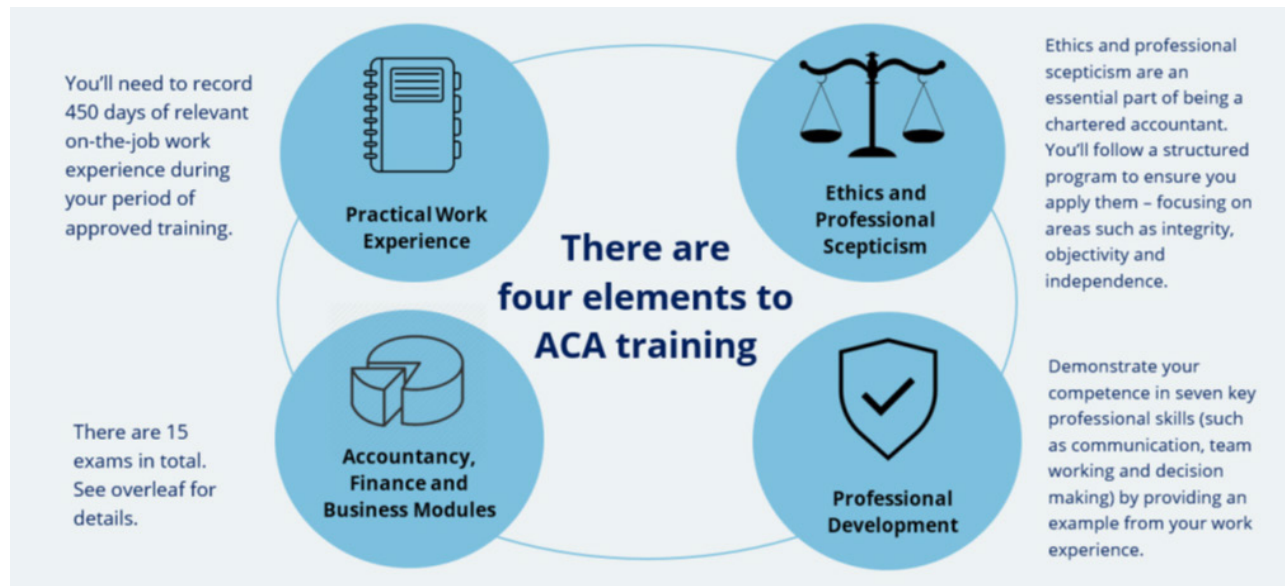 You'll need to record
450 days of relevant
on-the-job work
experience during
your period of
approved training.
Practical Work
Experience
Ethics and
Professional
Scepticism
Ethics and professional
scepticism are an
essential part of being a
chartered accountant.
You'll follow a structured
program to ensure you
apply them – focusing on
areas such as integrity,
objectivity and
independence.
There are
four elements to
ACA training
There are 15
exams in total.
See overleaf for
details.
Accountancy,
Finance and
Business Modules
Professional
Development
Demonstrate your
competence in seven key
professional skills (such
as communication, team
working and decision
making) by providing an
example from your work
experience.